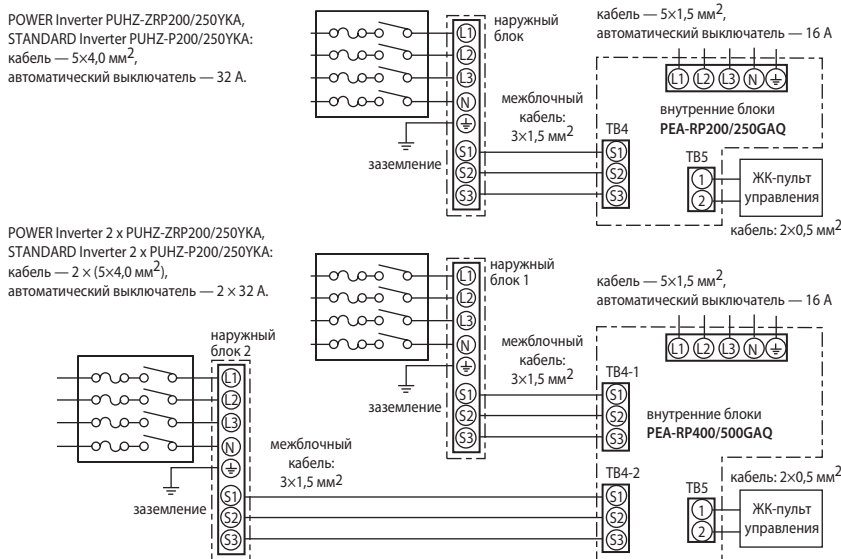 POWER Inverter PUHZ-ZRP200/250YKA,
STANDARD Inverter PUHZ-P200/250YKA:
кабель — 5×4,0 мм²,
автоматический выключатель — 32 А.
L1
L2
L3
N
S1
S2
S3
заземление
наружный
блок
межблочный
кабель:
3×1,5 мм²
TB4
S1
S2
S3
кабель — 5×1,5 мм²,
автоматический выключатель — 16 А
L1 L2 L3 N
внутренние блоки
PEA-RP200/250GAQ
TB5
1
2
ЖК-пульт
управления
кабель: 2×0,5 мм²
POWER Inverter 2 x PUHZ-ZRP200/250YKA,
STANDARD Inverter 2 x PUHZ-P200/250YKA:
кабель — 2 × (5×4,0 мм²),
автоматический выключатель — 2 × 32 А.
наружный
блок 2
L1
L2
L3
N
S1
S2
S3
заземление
межблочный
кабель:
3×1,5 мм²
наружный
блок 1
L1
L2
L3
N
S1
S2
S3
заземление
межблочный
кабель:
3×1,5 мм²
TB4-1
S1
S2
S3
TB4-2
S1
S2
S3
кабель — 5×1,5 мм²,
автоматический выключатель — 16 А
L1 L2 L3 N
внутренние блоки
PEA-RP400/500GAQ
кабель: 2×0,5 мм²
TB5
1
2
ЖК-пульт
управления